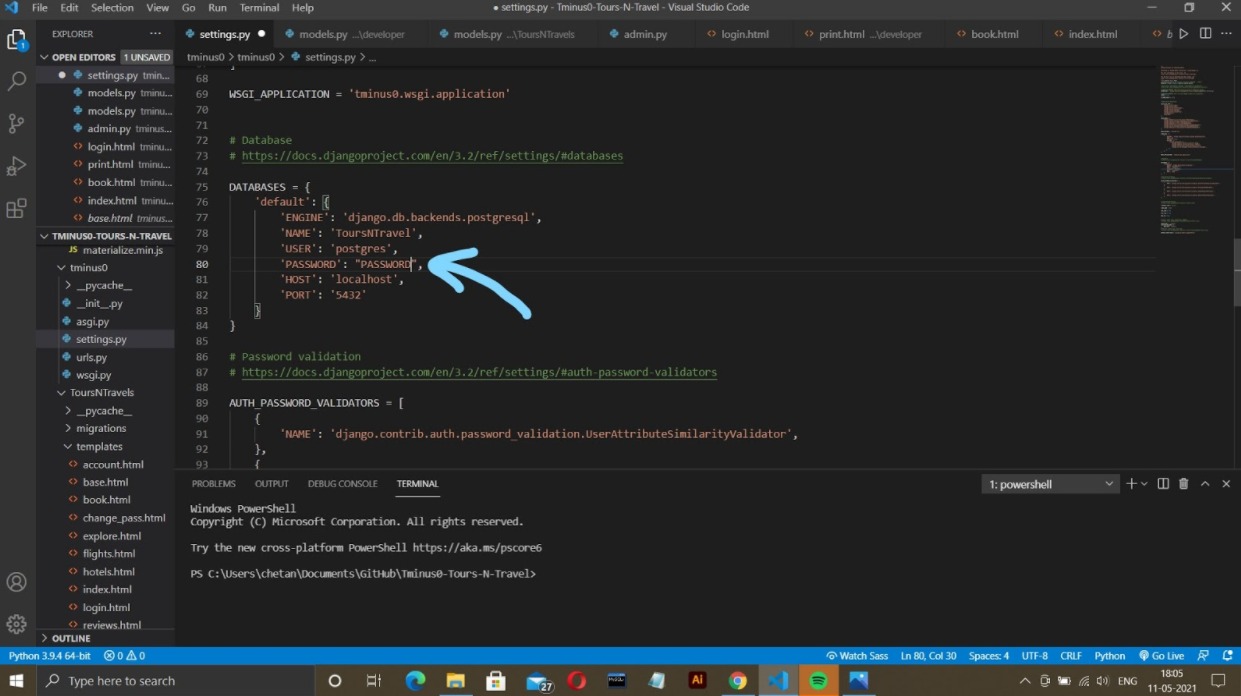 File Edit Selection View Go Run Terminal Help
● settings.py - Tminus0-Tours-N-Travel - Visual Studio Code
EXPLORER ...
settings.py ●
models.py ...\developer
models.py ...\ToursNTravels
admin.py
login.html
print.html ...\developer
book.html
index.html
b
1
OPEN EDITORS 1 UNSAVED
● settings.py tmin...
models.py tminu...
models.py tminu...
admin.py tminus...
login.html tminu...
print.html tminu...
book.html tminu...
index.html tminu...
base.html tminus...
TMINUS0-TOURS-N-TRAVEL
JS materialize.min.js
tminus0
__pycache__
__init__.py
asgi.py
settings.py
urls.py
wsgi.py
ToursNTravels
__pycache__
migrations
templates
account.html
base.html
book.html
change_pass.html
explore.html
flights.html
hotels.html
index.html
login.html
reviews.html
OUTLINE
tminus0 > tminus0 > settings.py > ...
68
69 WSGI_APPLICATION = 'tminus0.wsgi.application'
70
71
72 # Database
73 # https://docs.djangoproject.com/en/3.2/ref/settings/#databases
74
75 DATABASES = {
76 'default': {
77 'ENGINE': 'django.db.backends.postgresql',
78 'NAME': 'ToursNTravel',
79 'USER': 'postgres',
80 'PASSWORD': "PASSWORD",
81 'HOST': 'localhost',
82 'PORT': '5432'
83 }
84 }
85
86 # Password validation
87 # https://docs.djangoproject.com/en/3.2/ref/settings/#auth-password-validators
88
89 AUTH_PASSWORD_VALIDATORS = [
90 {
91 'NAME': 'django.contrib.auth.password_validation.UserAttributeSimilarityValidator',
92 },
93 {
PROBLEMS OUTPUT DEBUG CONSOLE TERMINAL
1: powershell
Windows PowerShell
Copyright (C) Microsoft Corporation. All rights reserved.
Try the new cross-platform PowerShell https://aka.ms/pscore6
PS C:\Users\chetan\Documents\GitHub\Tminus0-Tours-N-Travel>
Python 3.9.4 64-bit 0 0
Watch Sass Ln 80, Col 30 Spaces: 4 UTF-8 CRLF Python Go Live
Type here to search
27
Ai
ENG
18:05
11-05-2021